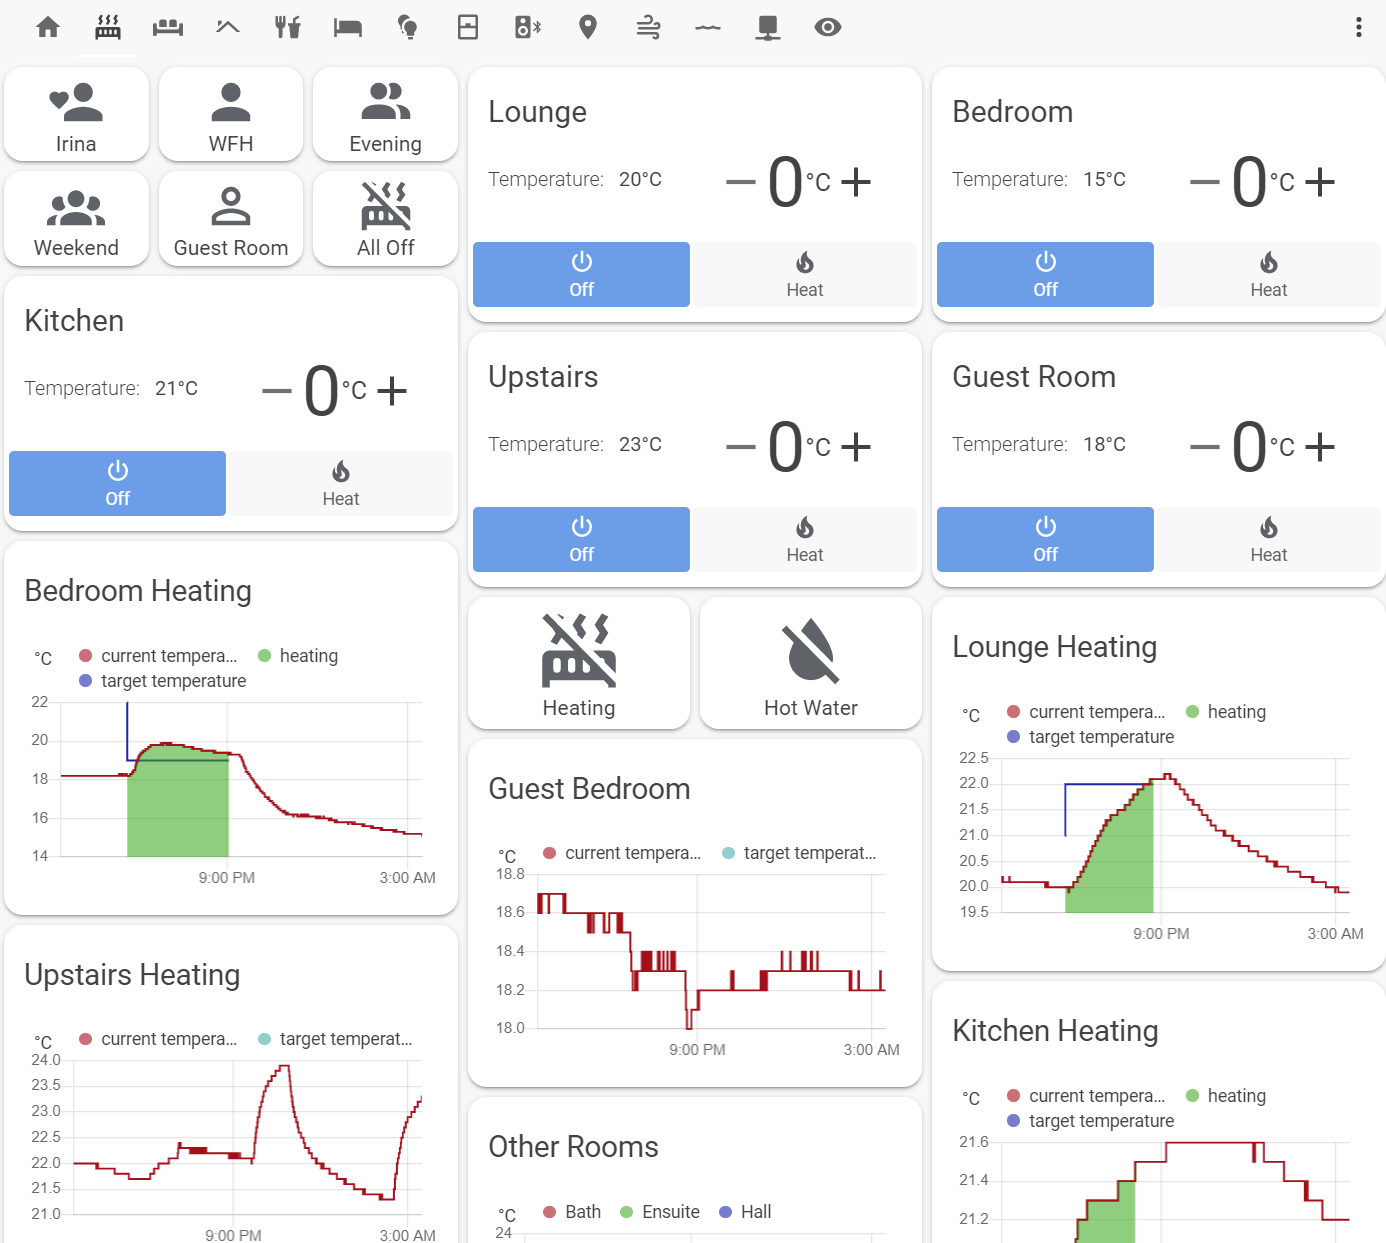 Irina
WFH
Evening
Weekend
Guest Room
All Off
Kitchen
Temperature: 21°C
0 °C
Off
Heat
Bedroom Heating
°C
current tempera...
heating
target temperature
22
20
18
16
14
9:00 PM
3:00 AM
Upstairs Heating
°C
current tempera...
target temperat...
24.0
23.5
23.0
22.5
22.0
21.5
21.0
9:00 PM
3:00 AM
Lounge
Temperature: 20°C
0 °C
Off
Heat
Upstairs
Temperature: 23°C
0 °C
Off
Heat
Heating
Hot Water
Guest Bedroom
°C
current tempera...
target temperat...
18.8
18.6
18.4
18.2
18.0
9:00 PM
3:00 AM
Other Rooms
°C
Bath
Ensuite
Hall
24
Bedroom
Temperature: 15°C
0 °C
Off
Heat
Guest Room
Temperature: 18°C
0 °C
Off
Heat
Lounge Heating
°C
current tempera...
heating
target temperature
22.5
22.0
21.5
21.0
20.5
20.0
19.5
9:00 PM
3:00 AM
Kitchen Heating
°C
current tempera...
heating
target temperature
21.6
21.4
21.2